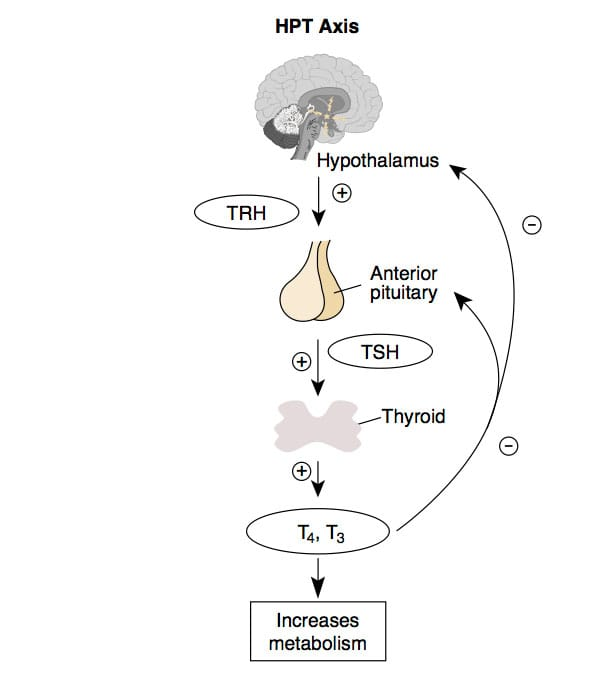 HPT Axis
Hypothalamus
+
TRH
−
Anterior
pituitary
TSH
+
Thyroid
−
+
T₄, T₃
Increases
metabolism